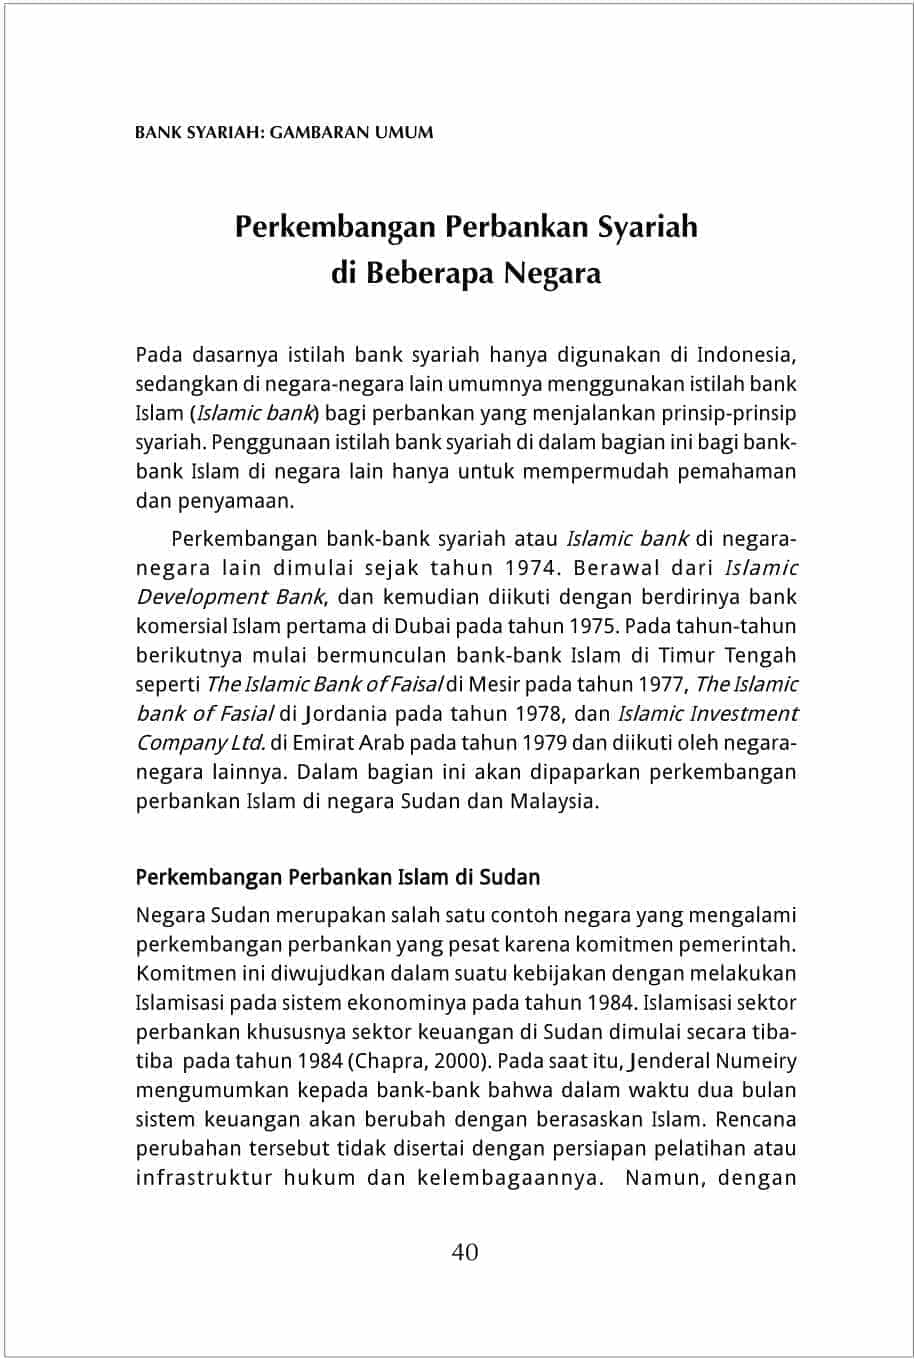 BANK SYARIAH: GAMBARAN UMUM
Perkembangan Perbankan Syariah
di Beberapa Negara
Pada dasarnya istilah bank syariah hanya digunakan di Indonesia,
sedangkan di negara-negara lain umumnya menggunakan istilah bank
Islam (Islamic bank) bagi perbankan yang menjalankan prinsip-prinsip
syariah. Penggunaan istilah bank syariah di dalam bagian ini bagi bank-
bank Islam di negara lain hanya untuk mempermudah pemahaman
dan penyamaan.
Perkembangan bank-bank syariah atau Islamic bank di negara-
negara lain dimulai sejak tahun 1974. Berawal dari Islamic
Development Bank, dan kemudian diikuti dengan berdirinya bank
komersial Islam pertama di Dubai pada tahun 1975. Pada tahun-tahun
berikutnya mulai bermunculan bank-bank Islam di Timur Tengah
seperti The Islamic Bank of Faisal di Mesir pada tahun 1977, The Islamic
bank of Fasial di Jordania pada tahun 1978, dan Islamic Investment
Company Ltd. di Emirat Arab pada tahun 1979 dan diikuti oleh negara-
negara lainnya. Dalam bagian ini akan dipaparkan perkembangan
perbankan Islam di negara Sudan dan Malaysia.
Perkembangan Perbankan Islam di Sudan
Negara Sudan merupakan salah satu contoh negara yang mengalami
perkembangan perbankan yang pesat karena komitmen pemerintah.
Komitmen ini diwujudkan dalam suatu kebijakan dengan melakukan
Islamisasi pada sistem ekonominya pada tahun 1984. Islamisasi sektor
perbankan khususnya sektor keuangan di Sudan dimulai secara tiba-
tiba pada tahun 1984 (Chapra, 2000). Pada saat itu, Jenderal Numeiry
mengumumkan kepada bank-bank bahwa dalam waktu dua bulan
sistem keuangan akan berubah dengan berasaskan Islam. Rencana
perubahan tersebut tidak disertai dengan persiapan pelatihan atau
infrastruktur hukum dan kelembagaannya. Namun, dengan
40